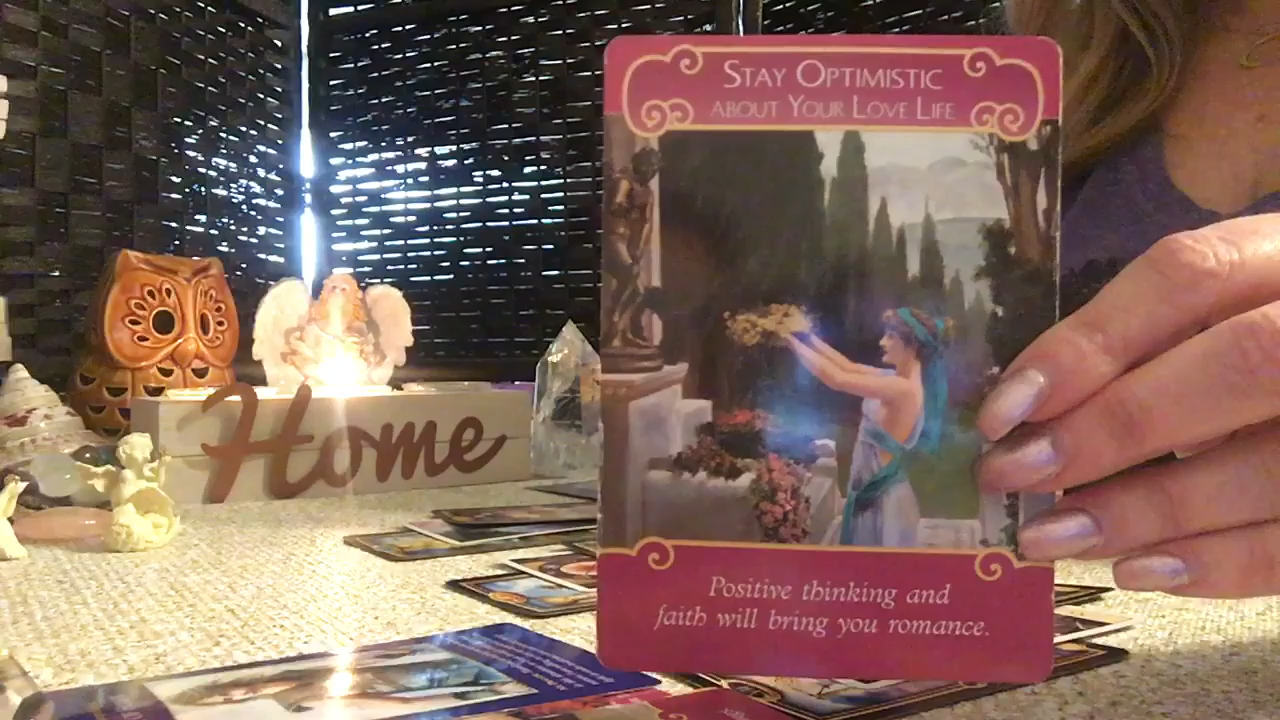 STAY OPTIMISTIC
ABOUT YOUR LOVE LIFE
Home
Positive thinking and
faith will bring you romance.